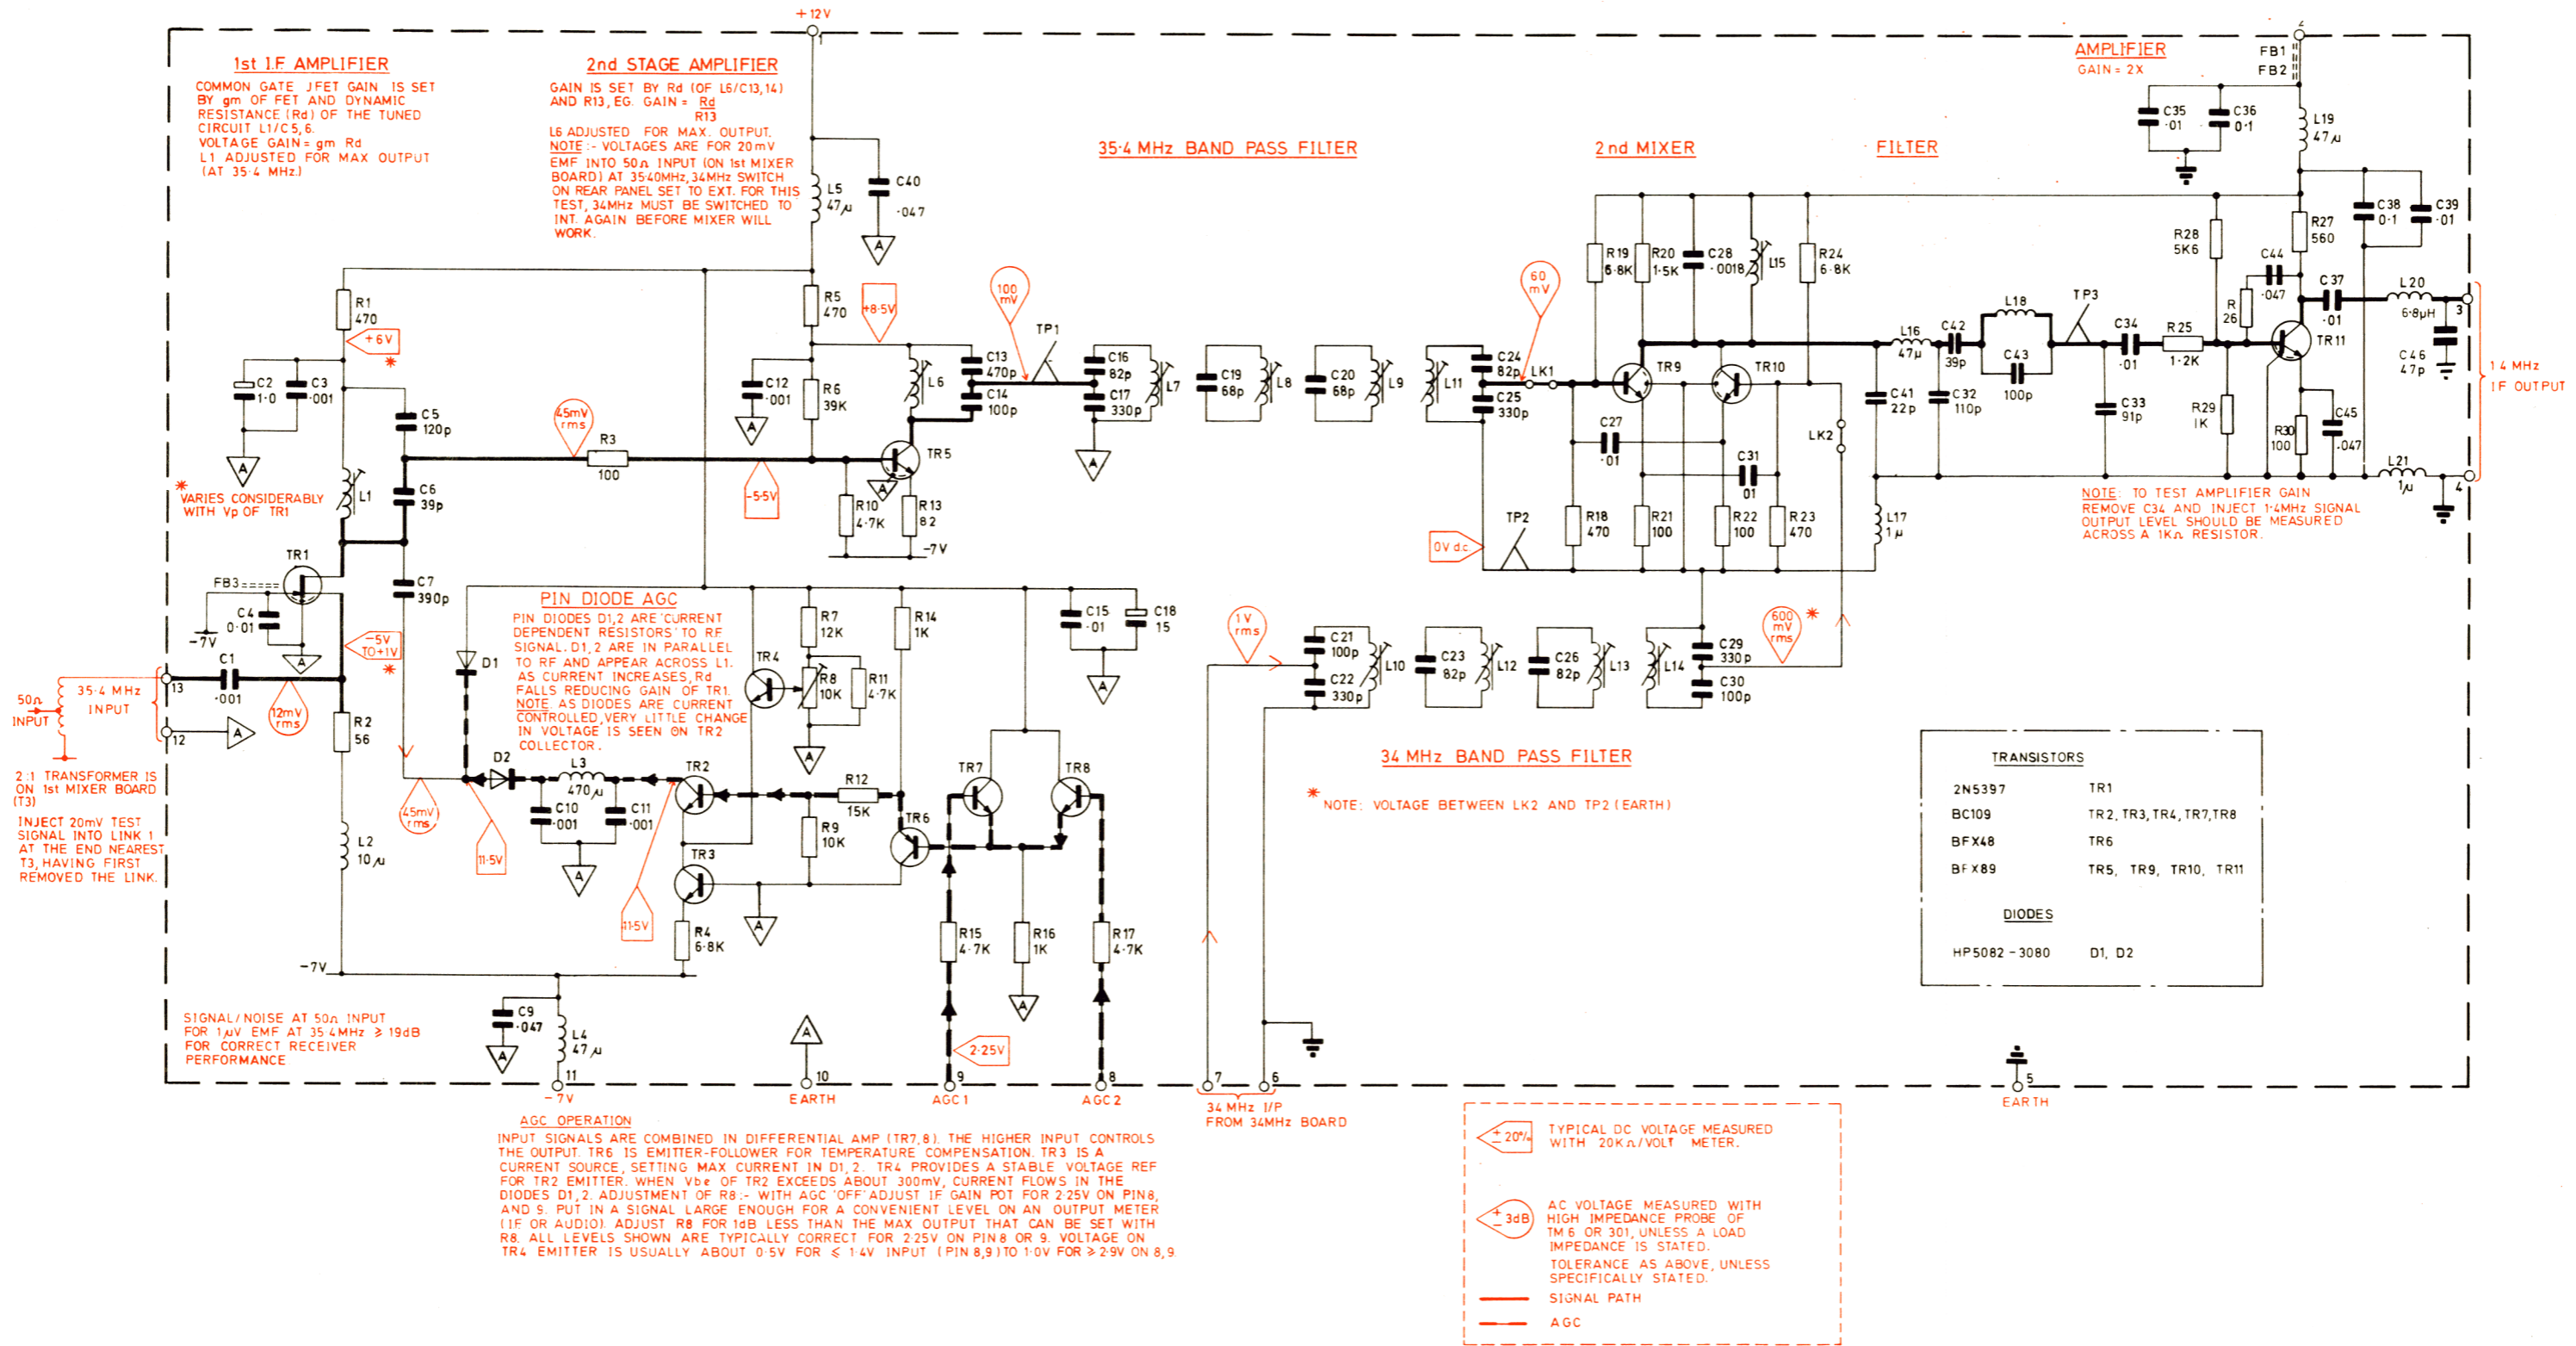 +12V
1st I.F. AMPLIFIER
COMMON GATE JFET GAIN IS SET
BY gm OF FET AND DYNAMIC
RESISTANCE (Rd) OF THE TUNED
CIRCUIT L1/C5,6.
VOLTAGE GAIN= gm Rd
L1 ADJUSTED FOR MAX OUTPUT
(AT 35·4 MHz.)
2nd STAGE AMPLIFIER
GAIN IS SET BY Rd (OF L6/C13,14)
AND R13, EG. GAIN = Rd
R13
L6 ADJUSTED FOR MAX. OUTPUT.
NOTE:- VOLTAGES ARE FOR 20mV
EMF INTO 50Ω INPUT (ON 1st MIXER
BOARD) AT 35·40MHz, 34MHz SWITCH
ON REAR PANEL SET TO EXT. FOR THIS
TEST, 34MHz MUST BE SWITCHED TO
INT. AGAIN BEFORE MIXER WILL
WORK.
1
L5
47μ
C40
·047
A
35·4 MHz BAND PASS FILTER
2nd MIXER
FILTER
AMPLIFIER
GAIN = 2X
2
FB1
FB2
C35
·01
C36
0·1
L19
47μ
R1
470
+6V
*
C2
1·0
C3
·001
A
C5
120p
45mV
rms
R3
100
L1
C6
39p
*
VARIES CONSIDERABLY
WITH Vp OF TR1
R5
470
+8·5V
C12
·001
A
R6
39K
L6
C13
470p
C14
100p
100
mV
TP1
TR5
A
-5·5V
R10
4·7K
R13
82
-7V
C16
82p
C17
330p
A
L7
C19
68p
L8
C20
68p
L9
L11
C24
82p
C25
330p
60
mV
LK1
R19
6·8K
R20
1·5K
C28
·0018
L15
R24
6·8K
TR9
TR10
C27
·01
C31
01
R18
470
R21
100
R22
100
R23
470
LK2
0V d.c.
TP2
L16
47μ
C41
22p
C32
110p
C42
39p
L18
C43
100p
TP3
C33
91p
C34
·01
R25
1·2K
R28
5K6
R29
1K
R
26
C44
·047
R27
560
TR11
R30
100
C45
·047
C37
·01
C38
0·1
C39
·01
L20
6·8μH
3
C46
47p
1·4 MHz
I F OUTPUT
L21
1μ
4
L17
1μ
NOTE: TO TEST AMPLIFIER GAIN
REMOVE C34 AND INJECT 1·4MHz SIGNAL
OUTPUT LEVEL SHOULD BE MEASURED
ACROSS A 1KΩ RESISTOR.
TR1
FB3
C4
0·01
-7V
A
-5V
TO+1V
*
C7
390p
13
C1
·001
50Ω
INPUT
35·4 MHz
INPUT
12
A
12mV
rms
R2
56
L2
10μ
2:1 TRANSFORMER IS
ON 1st MIXER BOARD
(T3)
INJECT 20mV TEST
SIGNAL INTO LINK 1
AT THE END NEAREST
T3, HAVING FIRST
REMOVED THE LINK.
PIN DIODE AGC
PIN DIODES D1,2 ARE 'CURRENT
DEPENDENT RESISTORS' TO RF
SIGNAL. D1, 2 ARE IN PARALLEL
TO RF AND APPEAR ACROSS L1.
AS CURRENT INCREASES, Rd
FALLS REDUCING GAIN OF TR1.
NOTE AS DIODES ARE CURRENT
CONTROLLED, VERY LITTLE CHANGE
IN VOLTAGE IS SEEN ON TR2
COLLECTOR.
D1
D2
45mV
rms
11·5V
L3
470μ
C10
·001
C11
·001
A
TR2
11·5V
TR3
R4
6·8K
TR4
R7
12K
R8
10K
R11
4·7K
A
R14
1K
R12
15K
R9
10K
TR6
A
TR7
TR8
C15
·01
C18
15
A
R15
4·7K
R16
1K
A
R17
4·7K
-7V
C9
·047
A
L4
47μ
11
-7V
A
10
EARTH
2·25V
9
AGC1
8
AGC2
SIGNAL/NOISE AT 50Ω INPUT
FOR 1μV EMF AT 35·4MHz ⩾ 19dB
FOR CORRECT RECEIVER
PERFORMANCE
1V
rms
C21
100p
C22
330p
L10
C23
82p
L12
C26
82p
L13
L14
C29
330p
C30
100p
600
mV
rms
*
34 MHz BAND PASS FILTER
* NOTE: VOLTAGE BETWEEN LK2 AND TP2 (EARTH)
7
6
34 MHz I/P
FROM 34MHz BOARD
5
EARTH
TRANSISTORS
2N5397 TR1
BC109 TR2, TR3, TR4, TR7, TR8
BFX48 TR6
BFX89 TR5, TR9, TR10, TR11
DIODES
HP5082-3080 D1, D2
AGC OPERATION
INPUT SIGNALS ARE COMBINED IN DIFFERENTIAL AMP (TR7,8). THE HIGHER INPUT CONTROLS
THE OUTPUT. TR6 IS EMITTER-FOLLOWER FOR TEMPERATURE COMPENSATION. TR3 IS A
CURRENT SOURCE, SETTING MAX CURRENT IN D1, 2. TR4 PROVIDES A STABLE VOLTAGE REF
FOR TR2 EMITTER. WHEN Vbe OF TR2 EXCEEDS ABOUT 300mV, CURRENT FLOWS IN THE
DIODES D1, 2. ADJUSTMENT OF R8:- WITH AGC 'OFF' ADJUST IF GAIN POT FOR 2·25V ON PIN8,
AND 9. PUT IN A SIGNAL LARGE ENOUGH FOR A CONVENIENT LEVEL ON AN OUTPUT METER
(IF OR AUDIO). ADJUST R8 FOR 1dB LESS THAN THE MAX OUTPUT THAT CAN BE SET WITH
R8. ALL LEVELS SHOWN ARE TYPICALLY CORRECT FOR 2·25V ON PIN 8 OR 9. VOLTAGE ON
TR4 EMITTER IS USUALLY ABOUT 0·5V FOR ⩽ 1·4V INPUT (PIN 8,9) TO 1·0V FOR ⩾ 2·9V ON 8,9
± 20%
TYPICAL DC VOLTAGE MEASURED
WITH 20KΩ/VOLT METER.
± 3dB
AC VOLTAGE MEASURED WITH
HIGH IMPEDANCE PROBE OF
TM6 OR 301, UNLESS A LOAD
IMPEDANCE IS STATED.
TOLERANCE AS ABOVE, UNLESS
SPECIFICALLY STATED.
SIGNAL PATH
AGC